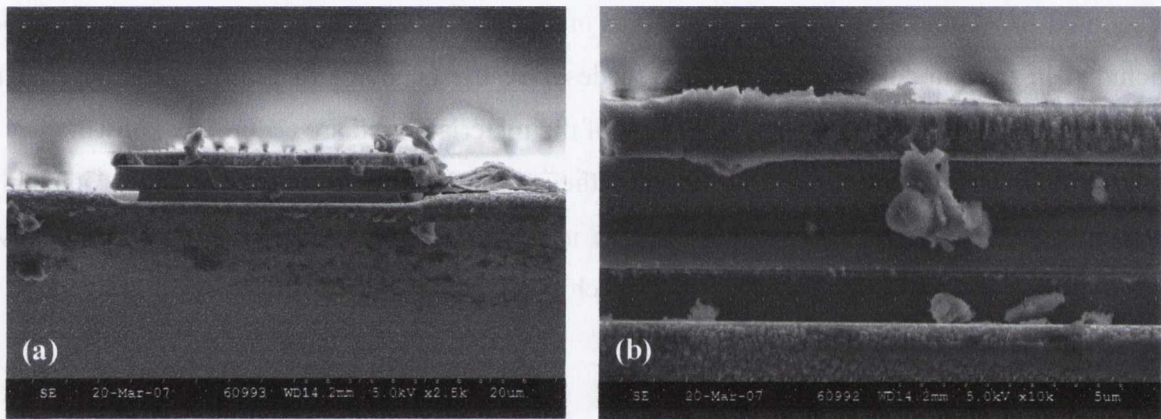 (a)
SE 20-Mar-07 60993 WD14.2mm 5.0kV x2.5k 20um
(b)
SE 20-Mar-07 60992 WD14.2mm 5.0kV x10k 5um